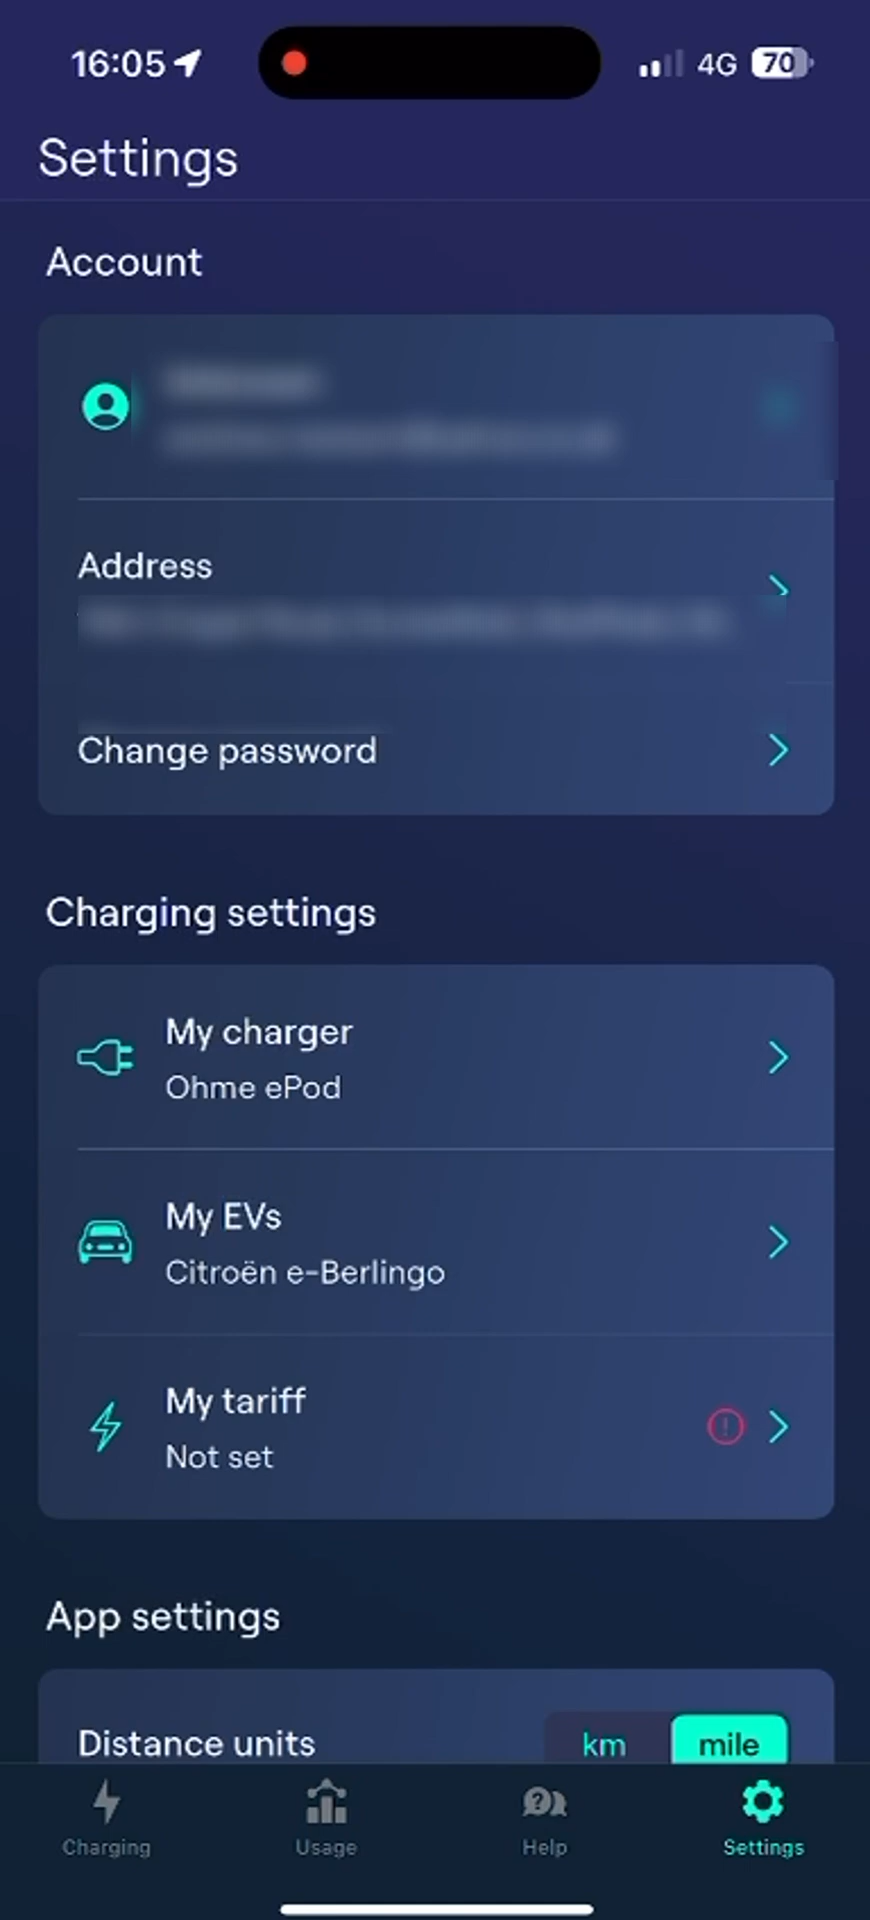 16:05
4G
70
Settings
Account
Address
Change password
Charging settings
My charger
Ohme ePod
My EVs
Citroën e-Berlingo
My tariff
Not set
App settings
Distance units
km
mile
Charging
Usage
Help
Settings